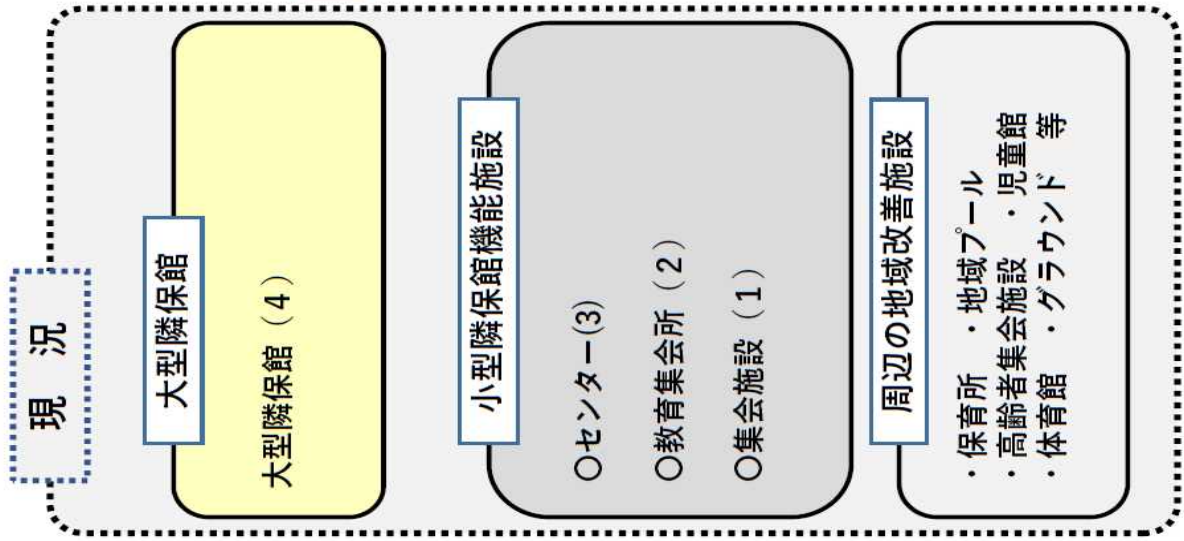 現　況
大型隣保館
大型隣保館（４）
小型隣保館機能施設
〇センター(3)
〇教育集会所（２）
〇集会施設（１）
周辺の地域改善施設
・保育所　・地域プール
・高齢者集会施設　・児童館
・体育館　・グラウンド　等